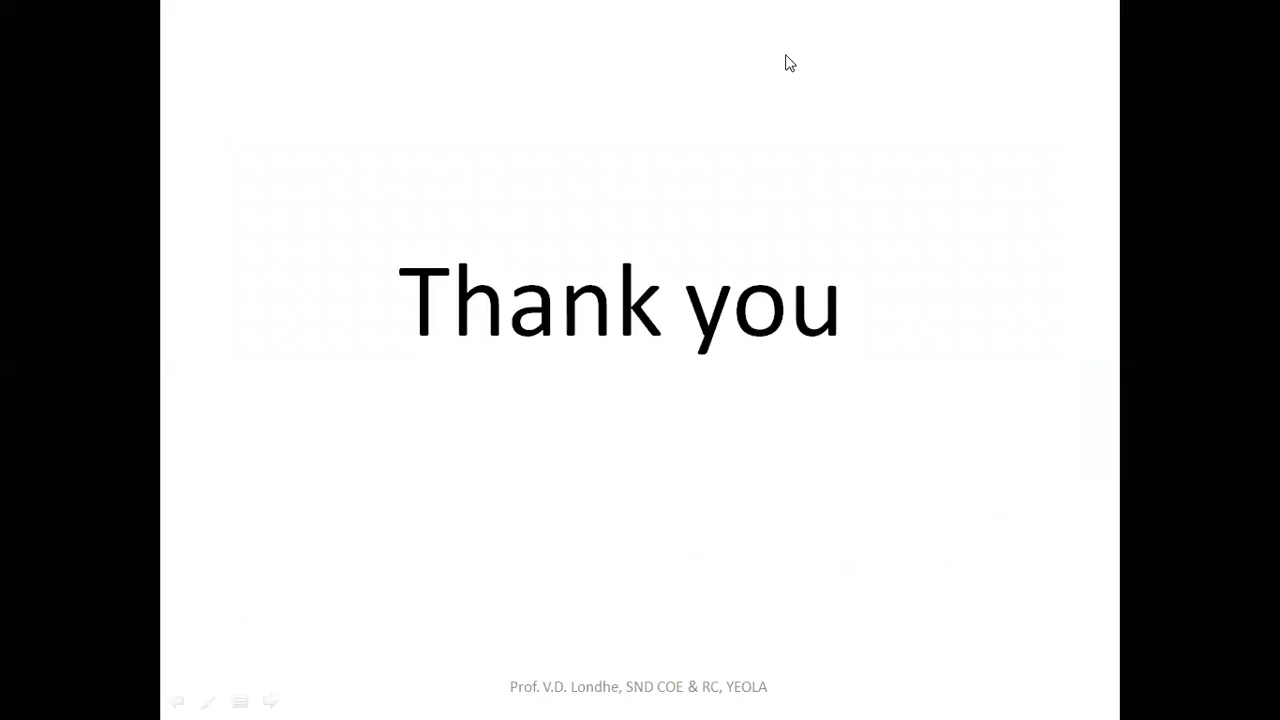 Thank you
Prof. V.D. Londhe, SND COE & RC, YEOLA